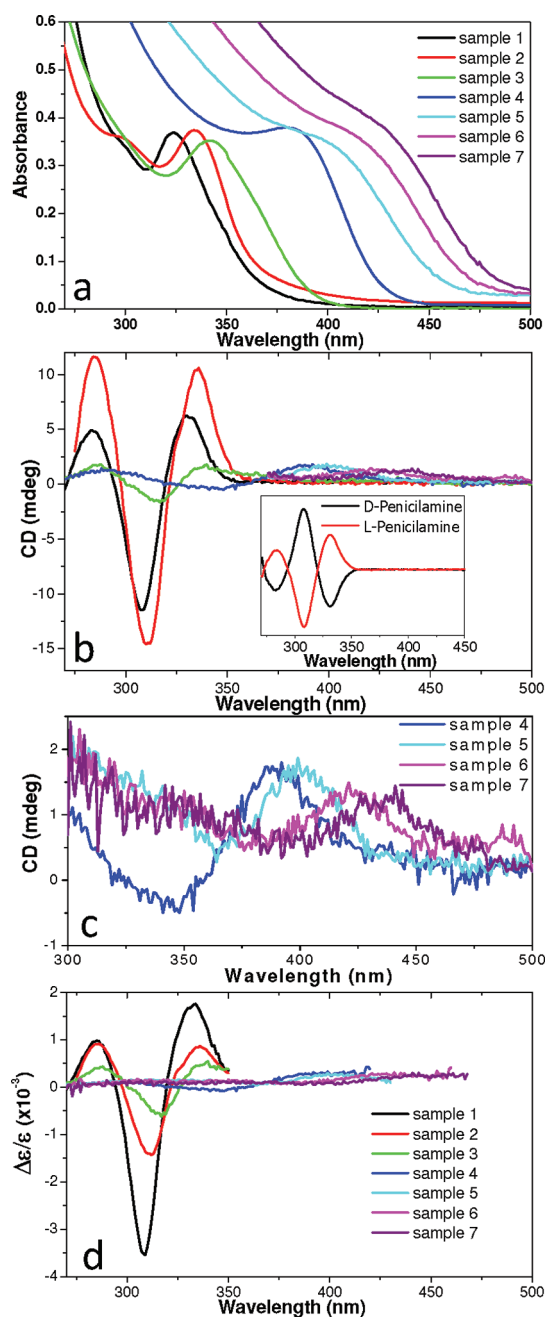 0.6
0.5
0.4
0.3
0.2
0.1
0.0
Absorbance
sample 1
sample 2
sample 3
sample 4
sample 5
sample 6
sample 7
a
300 350 400 450 500
Wavelength (nm)
10
5
0
-5
-10
-15
CD (mdeg)
D-Penicilamine
L-Penicilamine
300 350 400 450
Wavelength (nm)
b
300 350 400 450 500
Wavelength (nm)
2
1
0
-1
CD (mdeg)
sample 4
sample 5
sample 6
sample 7
c
300 350 400 450 500
Wavelength (nm)
2
1
0
-1
-2
-3
-4
Δε/ε (x10⁻³)
sample 1
sample 2
sample 3
sample 4
sample 5
sample 6
sample 7
d
300 350 400 450 500
Wavelength (nm)